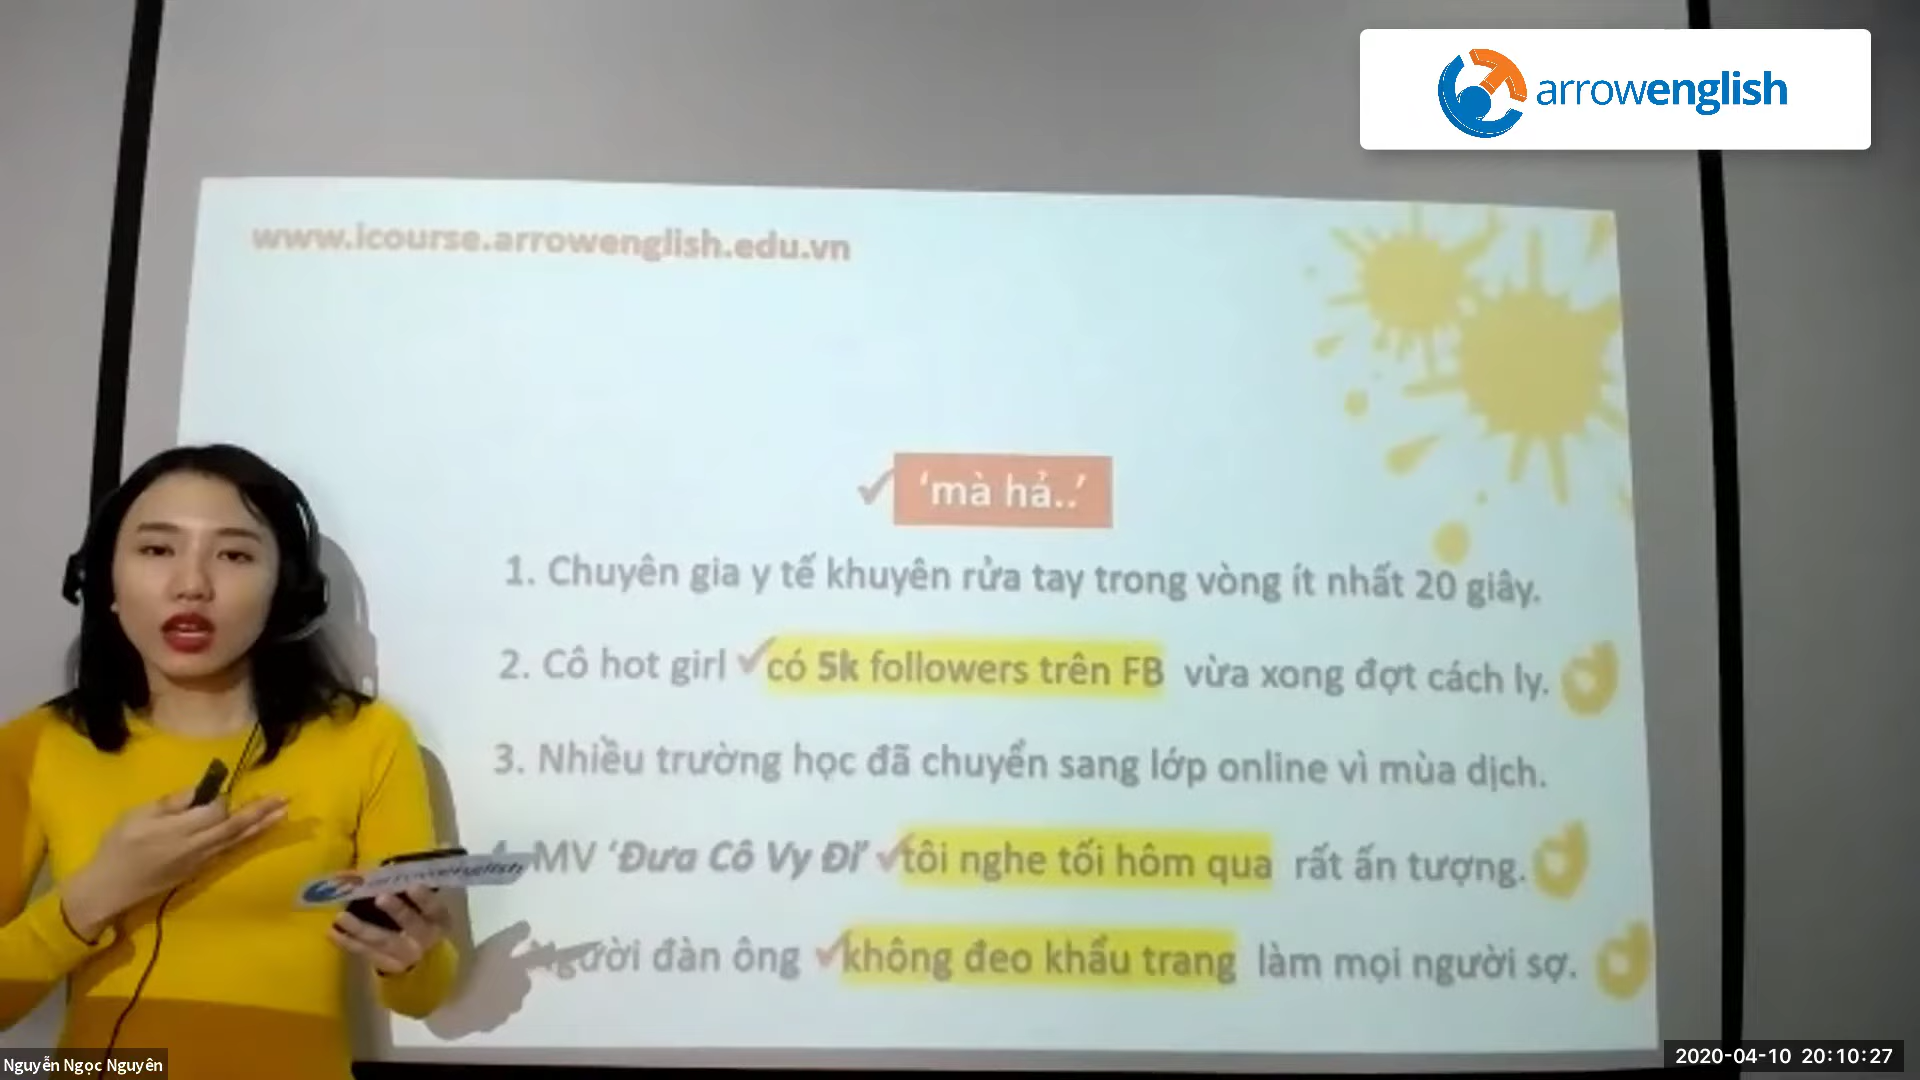 arrowenglish
www.icourse.arrowenglish.edu.vn
‘mà hả..’
1. Chuyên gia y tế khuyên rửa tay trong vòng ít nhất 20 giây.
2. Cô hot girl có 5k followers trên FB vừa xong đợt cách ly.
3. Nhiều trường học đã chuyển sang lớp online vì mùa dịch.
MV ‘Đưa Cô Vy Đi’ tôi nghe tối hôm qua rất ấn tượng.
đàn ông không đeo khẩu trang làm mọi người sợ.
arrowenglish
Nguyễn Ngọc Nguyên
2020-04-10 20:10:27